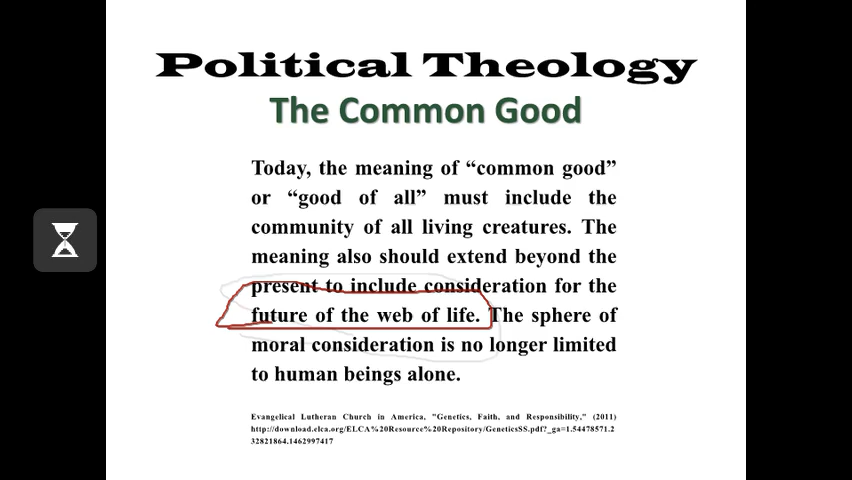 Political Theology
The Common Good
Today, the meaning of “common good”
or “good of all” must include the
community of all living creatures. The
meaning also should extend beyond the
present to include consideration for the
future of the web of life. The sphere of
moral consideration is no longer limited
to human beings alone.
Evangelical Lutheran Church in America, "Genetics, Faith, and Responsibility," (2011)
http://download.elca.org/ELCA%20Resource%20Repository/GeneticsSS.pdf?_ga=1.54478571.2
32821864.1462997417